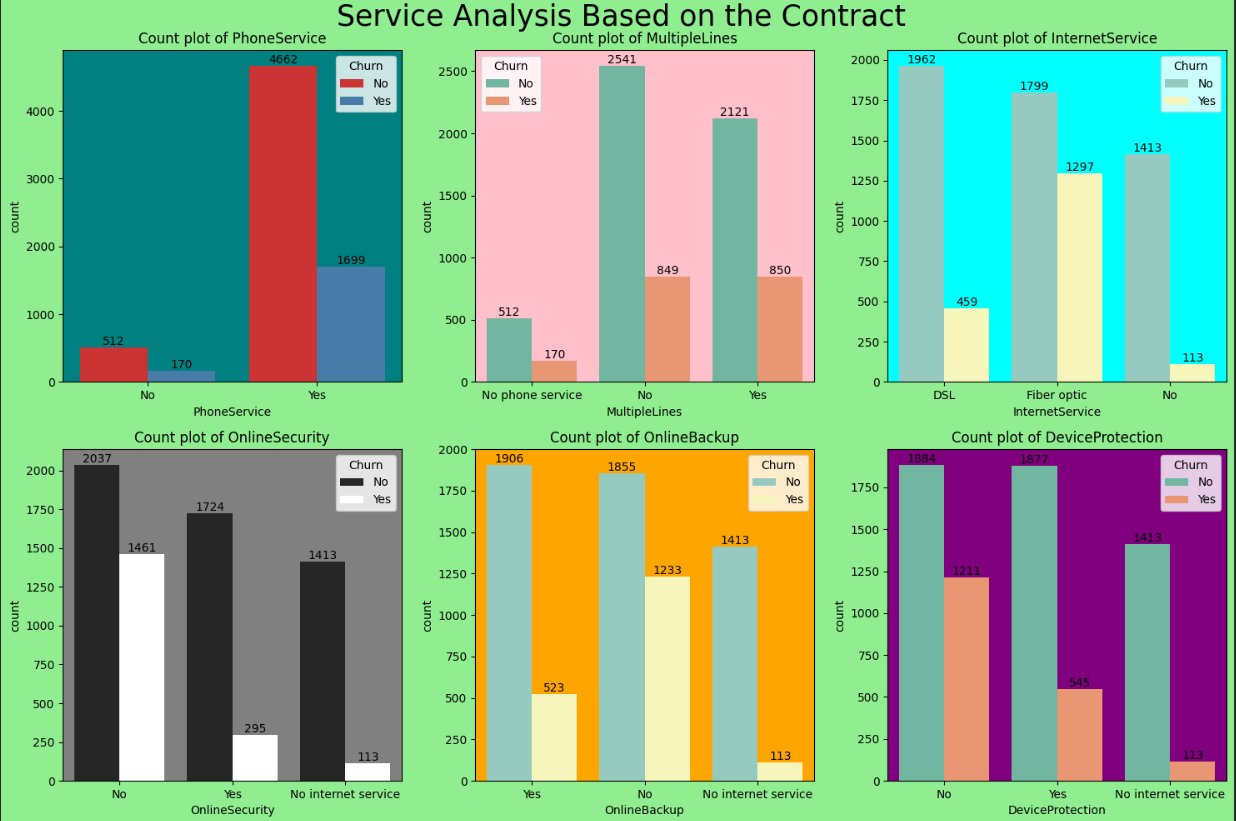 Service Analysis Based on the Contract
Count plot of PhoneService
4662
Churn
No
Yes
4000
3000
2000
1000
0
count
1699
512
170
No
Yes
PhoneService
Count plot of MultipleLines
2541
Churn
No
Yes
2500
2000
1500
1000
500
0
count
2121
849
850
512
170
No phone service
No
Yes
MultipleLines
Count plot of InternetService
1962
Churn
No
Yes
2000
1750
1500
1250
1000
750
500
250
0
count
1799
1413
1297
459
113
DSL
Fiber optic
No
InternetService
Count plot of OnlineSecurity
2037
Churn
No
Yes
2000
1750
1500
1250
1000
750
500
250
0
count
1724
1461
1413
295
113
No
Yes
No internet service
OnlineSecurity
Count plot of OnlineBackup
1906
Churn
No
Yes
2000
1750
1500
1250
1000
750
500
250
0
count
1855
1413
1233
523
113
Yes
No
No internet service
OnlineBackup
Count plot of DeviceProtection
1884
1877
Churn
No
Yes
1750
1500
1250
1000
750
500
250
0
count
1413
1211
545
113
No
Yes
No internet service
DeviceProtection